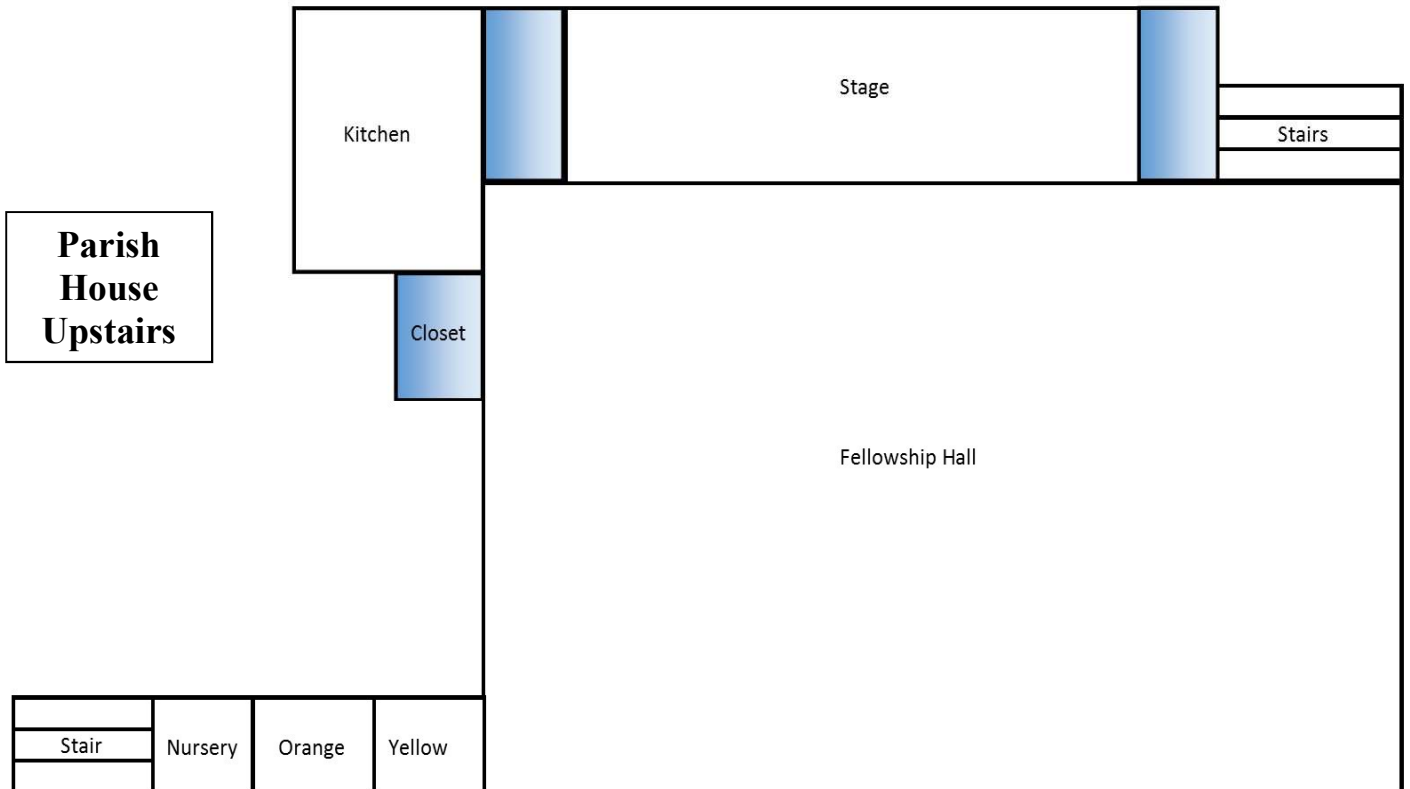 Stage
Kitchen
Stairs
Parish
House
Upstairs
Closet
Fellowship Hall
Stair
Nursery
Orange
Yellow